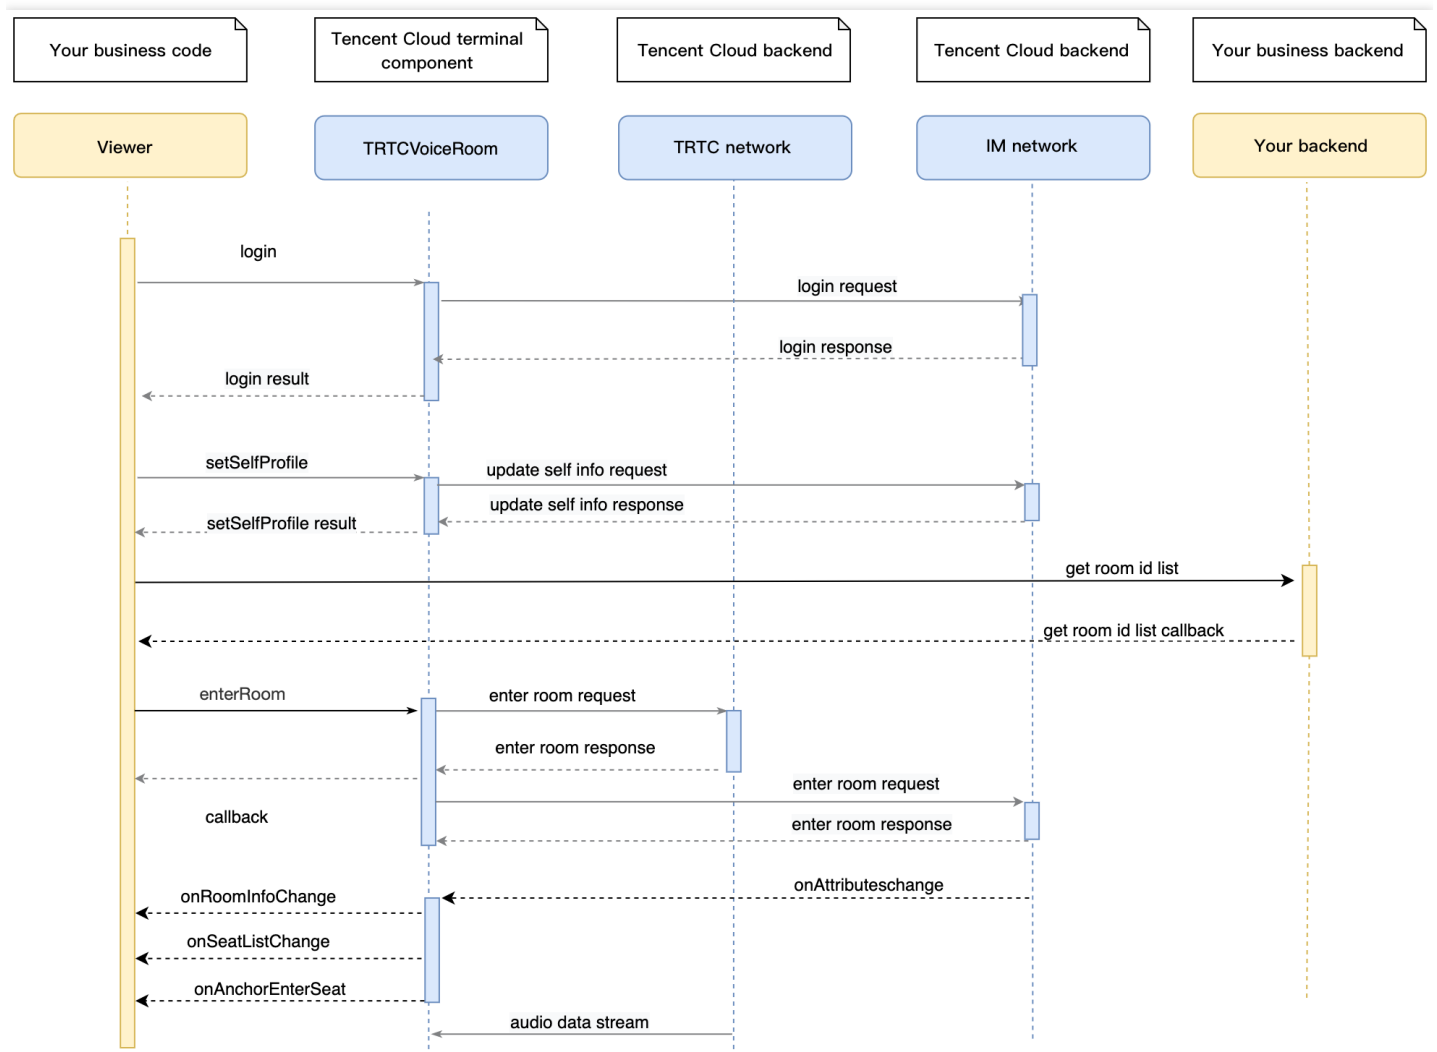 Your business code
Tencent Cloud terminal
component
Tencent Cloud backend
Tencent Cloud backend
Your business backend
Viewer
TRTCVoiceRoom
TRTC network
IM network
Your backend
login
login request
login response
login result
setSelfProfile
update self info request
update self info response
setSelfProfile result
get room id list
get room id list callback
enterRoom
enter room request
enter room response
enter room request
callback
enter room response
onAttributeschange
onRoomInfoChange
onSeatListChange
onAnchorEnterSeat
audio data stream